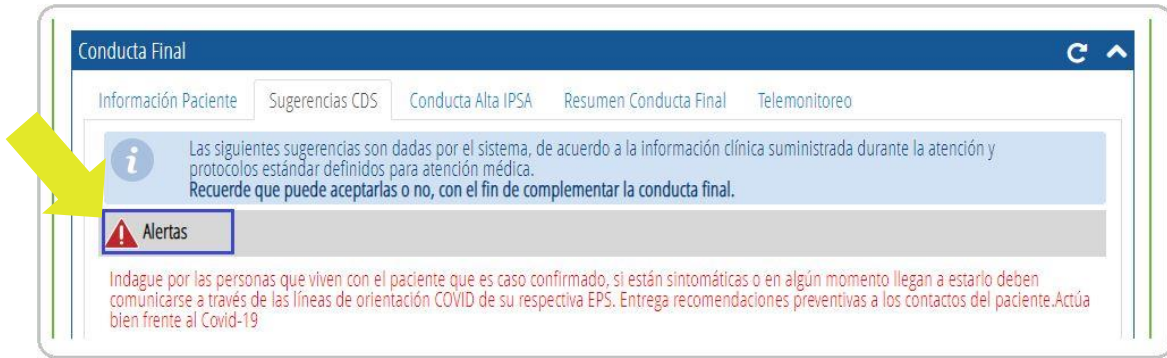 Conducta Final
Información Paciente Sugerencias CDS Conducta Alta IPSA Resumen Conducta Final Telemonitoreo
Las siguientes sugerencias son dadas por el sistema, de acuerdo a la información clínica suministrada durante la atención y
protocolos estándar definidos para atención médica.
Recuerde que puede aceptarlas o no, con el fin de complementar la conducta final.
Alertas
Indague por las personas que viven con el paciente que es caso confirmado, si están sintomáticas o en algún momento llegan a estarlo deben
comunicarse a través de las líneas de orientación COVID de su respectiva EPS. Entrega recomendaciones preventivas a los contactos del paciente.Actúa
bien frente al Covid-19